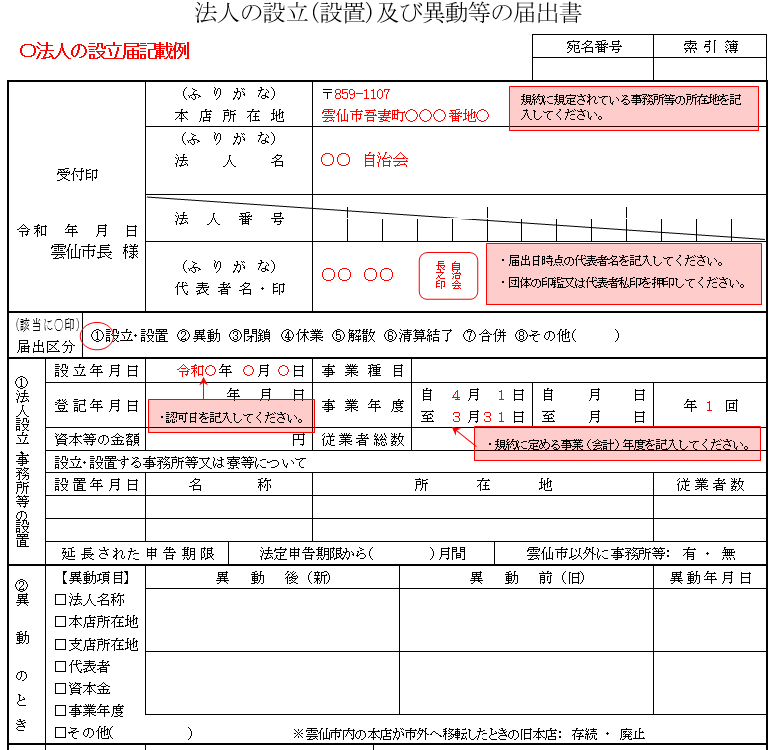 法人の設立(設置)及び異動等の届出書
〇法人の設立届記載例
宛名番号 索引簿
受付印
令和 年 月 日
雲仙市長 様
(ふりがな)
本店所在地
〒859-1107
雲仙市吾妻町〇〇〇番地〇
規約に規定されている事務所等の所在地を記
入してください。
(ふりがな)
法人名
〇〇 自治会
法人番号
(ふりがな)
代表者名・印
〇〇 〇〇
自治会
長之印
・届出日時点の代表者名を記入してください。
・団体の印鑑又は代表者私印を押印してください。
(該当に〇印)
届出区分
①設立・設置 ②異動 ③閉鎖 ④休業 ⑤解散 ⑥清算結了 ⑦合併 ⑧その他( )
①法人設立・事務所等の設置
設立年月日 令和〇年 〇月 〇日 事業種目
登記年月日 年 月 日 事業年度
自 4月 1日 自 月 日
至 3月31日 至 月 日
年 1 回
・認可日を記入してください。
資本等の金額 円 従業者総数
・規約に定める事業(会計)年度を記入してください。
設立・設置する事務所等又は寮等について
設置年月日 名称 所在地 従業者数
延長された申告期限 法定申告期限から( )月間 雲仙市以外に事務所等: 有 ・ 無
②異動のとき
【異動項目】 異動後(新) 異動前(旧) 異動年月日
□法人名称
□本店所在地
□支店所在地
□代表者
□資本金
□事業年度
□その他( ) ※雲仙市内の本店が市外へ移転したときの旧本店: 存続 ・ 廃止